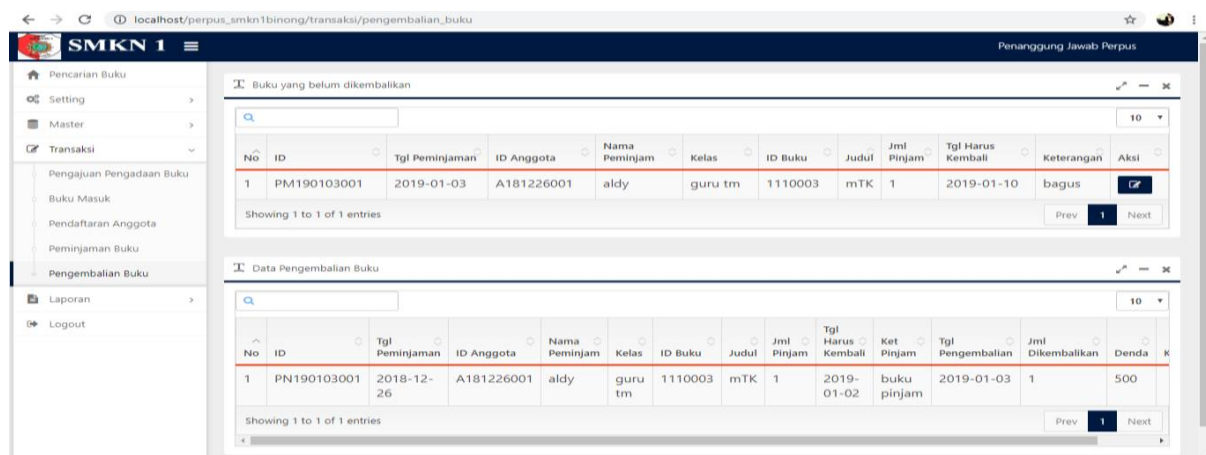 localhost/perpus_smkn1binong/transaksi/pengembalian_buku
SMKN 1
Penanggung Jawab Perpus
Pencarian Buku
Setting
Master
Transaksi
Pengajuan Pengadaan Buku
Buku Masuk
Pendaftaran Anggota
Peminjaman Buku
Pengembalian Buku
Laporan
Logout
Buku yang belum dikembalikan
10
No ID Tgl Peminjaman ID Anggota Nama Peminjam Kelas ID Buku Judul Jml Pinjam Tgl Harus Kembali Keterangan Aksi
1 PM190103001 2019-01-03 A181226001 aldy guru tm 1110003 mTK 1 2019-01-10 bagus
Showing 1 to 1 of 1 entries
Prev 1 Next
Data Pengembalian Buku
10
No ID Tgl Peminjaman ID Anggota Nama Peminjam Kelas ID Buku Judul Jml Pinjam Tgl Harus Kembali Ket Pinjam Tgl Pengembalian Jml Dikembalikan Denda K
1 PN190103001 2018-12-26 A181226001 aldy guru tm 1110003 mTK 1 2019-01-02 buku pinjam 2019-01-03 1 500
Showing 1 to 1 of 1 entries
Prev 1 Next